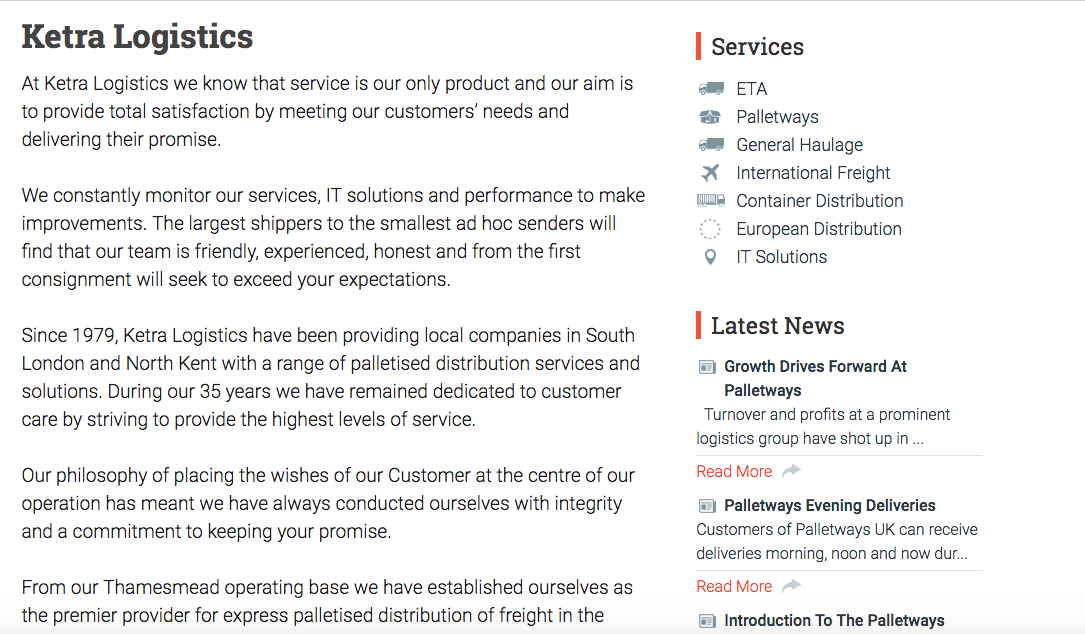 Ketra Logistics
At Ketra Logistics we know that service is our only product and our aim is
to provide total satisfaction by meeting our customers’ needs and
delivering their promise.
We constantly monitor our services, IT solutions and performance to make
improvements. The largest shippers to the smallest ad hoc senders will
find that our team is friendly, experienced, honest and from the first
consignment will seek to exceed your expectations.
Since 1979, Ketra Logistics have been providing local companies in South
London and North Kent with a range of palletised distribution services and
solutions. During our 35 years we have remained dedicated to customer
care by striving to provide the highest levels of service.
Our philosophy of placing the wishes of our Customer at the centre of our
operation has meant we have always conducted ourselves with integrity
and a commitment to keeping your promise.
From our Thamesmead operating base we have established ourselves as
the premier provider for express palletised distribution of freight in the
Services
ETA
Palletways
General Haulage
International Freight
Container Distribution
European Distribution
IT Solutions
Latest News
Growth Drives Forward At
Palletways
Turnover and profits at a prominent
logistics group have shot up in ...
Read More
Palletways Evening Deliveries
Customers of Palletways UK can receive
deliveries morning, noon and now dur...
Read More
Introduction To The Palletways